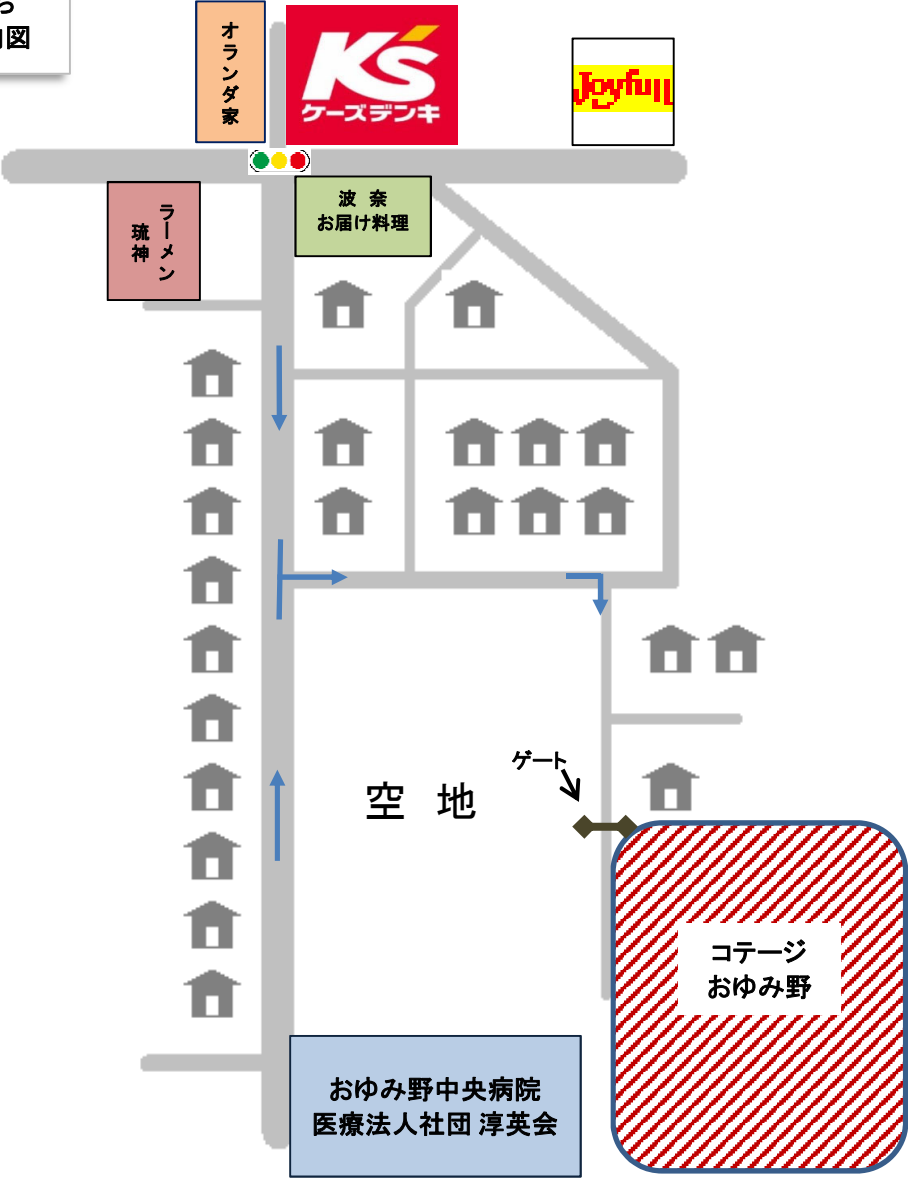 図
オランダ家
K's
ケーズデンキ
Joyfull
波 奈
お届け料理
ラーメン
琉神
ゲート
空 地
コテージ
おゆみ野
おゆみ野中央病院
医療法人社団 淳英会